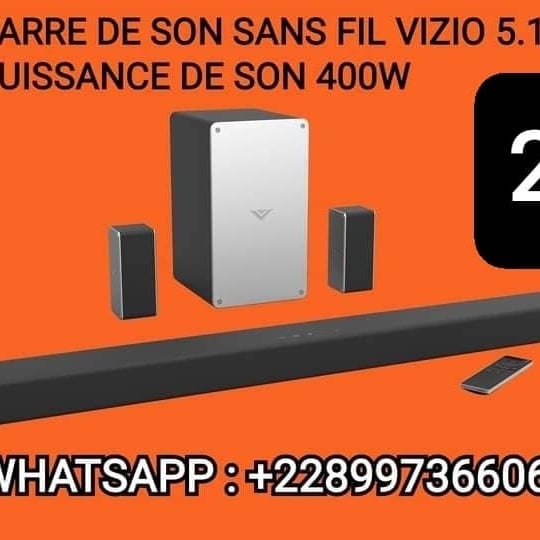 ARRE DE SON SANS FIL VIZIO 5.1
UISSANCE DE SON 400W
2
WHATSAPP : +22899736606